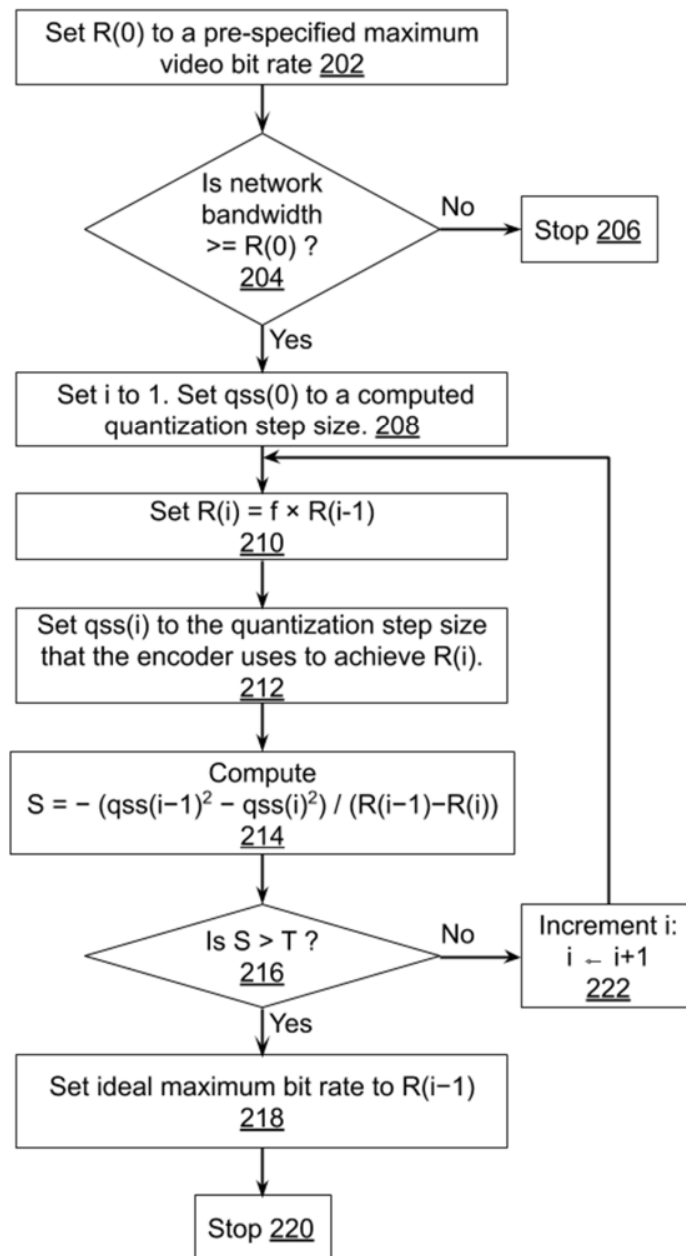 Set R(0) to a pre-specified maximum
video bit rate 202
Is network
bandwidth
>= R(0) ?
204
No
Stop 206
Yes
Set i to 1. Set qss(0) to a computed
quantization step size. 208
Set R(i) = f × R(i-1)
210
Set qss(i) to the quantization step size
that the encoder uses to achieve R(i).
212
Compute
S = − (qss(i−1)² − qss(i)²) / (R(i−1)−R(i))
214
Is S > T ?
216
No
Increment i:
i ← i+1
222
Yes
Set ideal maximum bit rate to R(i−1)
218
Stop 220